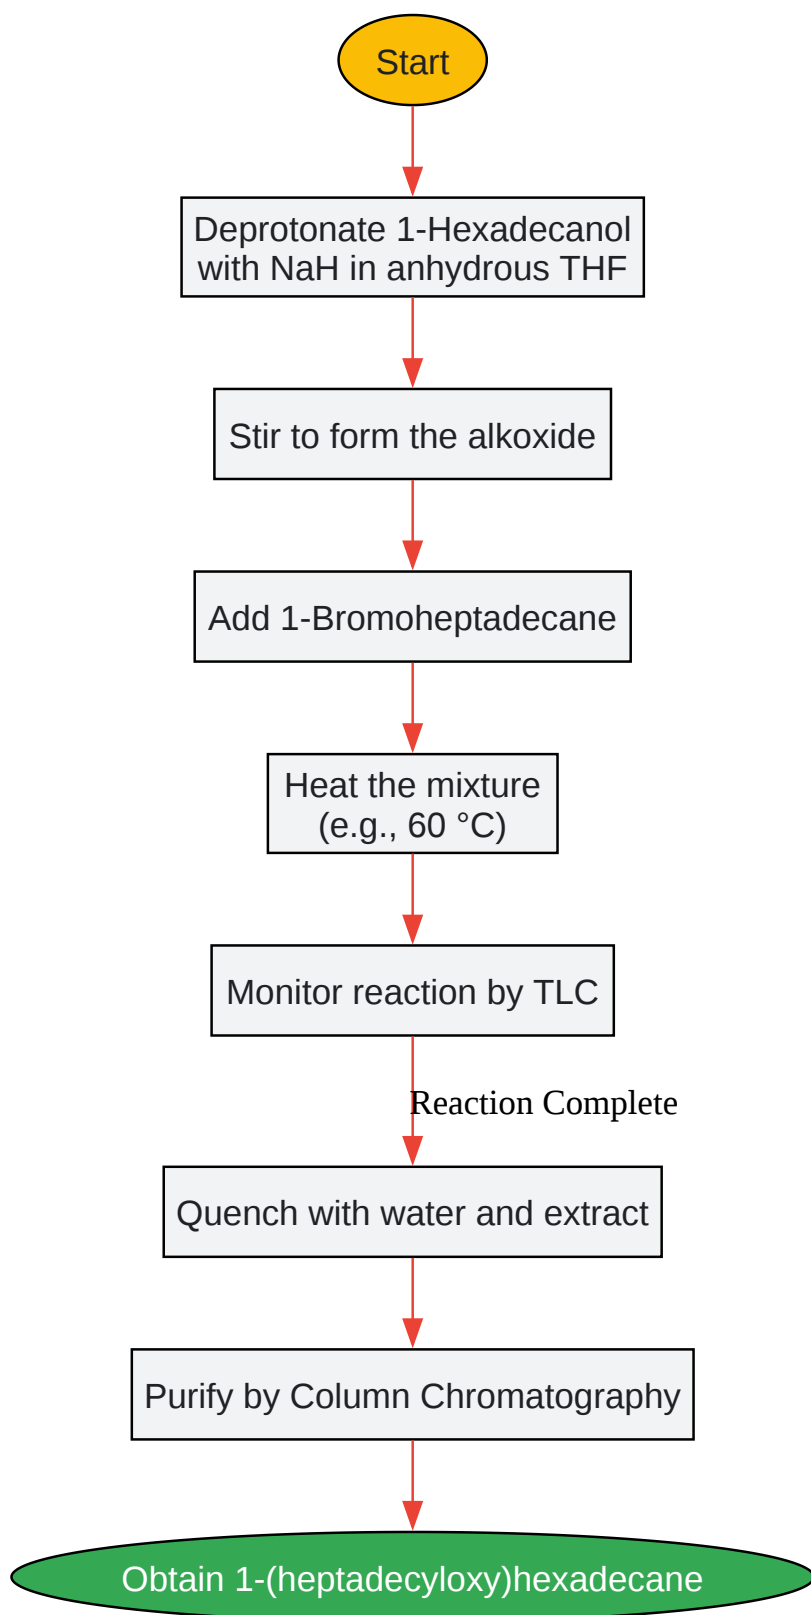 Start
Deprotonate 1-Hexadecanol
with NaH in anhydrous THF
Stir to form the alkoxide
Add 1-Bromoheptadecane
Heat the mixture
(e.g., 60 °C)
Monitor reaction by TLC
Reaction Complete
Quench with water and extract
Purify by Column Chromatography
Obtain 1-(heptadecyloxy)hexadecane